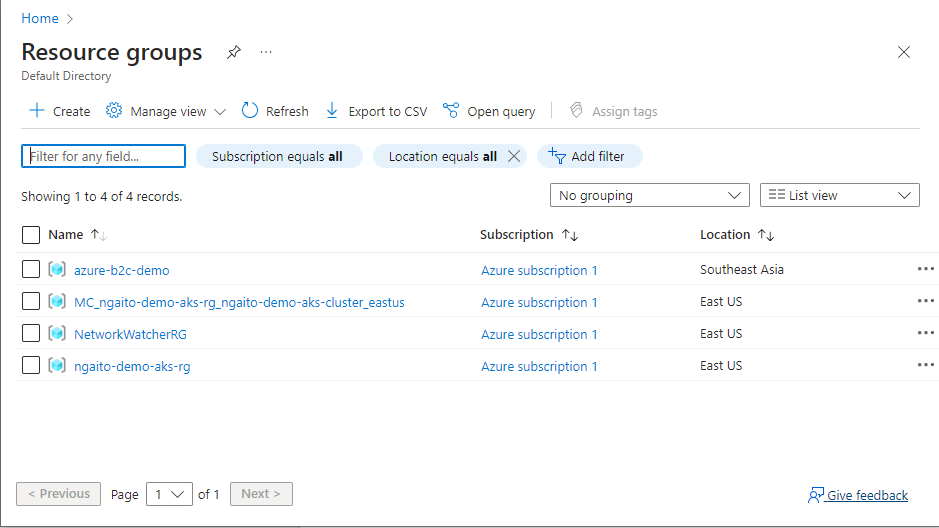 Home
Resource groups
Default Directory
Create Manage view Refresh Export to CSV Open query Assign tags
Filter for any field... Subscription equals all Location equals all Add filter
Showing 1 to 4 of 4 records. No grouping List view
Name Subscription Location
azure-b2c-demo Azure subscription 1 Southeast Asia
MC_ngaito-demo-aks-rg_ngaito-demo-aks-cluster_eastus Azure subscription 1 East US
NetworkWatcherRG Azure subscription 1 East US
ngaito-demo-aks-rg Azure subscription 1 East US
< Previous Page 1 of 1 Next > Give feedback